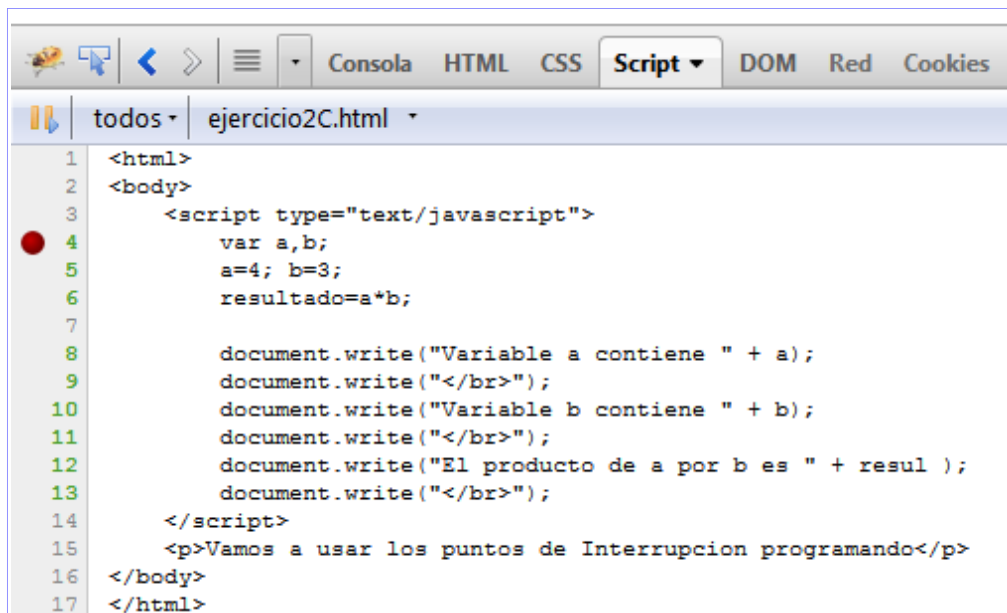 Consola HTML CSS Script DOM Red Cookies
todos ejercicio2C.html
1 <html>
2 <body>
3 <script type="text/javascript">
4 var a,b;
5 a=4; b=3;
6 resultado=a*b;
7
8 document.write("Variable a contiene " + a);
9 document.write("</br>");
10 document.write("Variable b contiene " + b);
11 document.write("</br>");
12 document.write("El producto de a por b es " + resul );
13 document.write("</br>");
14 </script>
15 <p>Vamos a usar los puntos de Interrupcion programando</p>
16 </body>
17 </html>